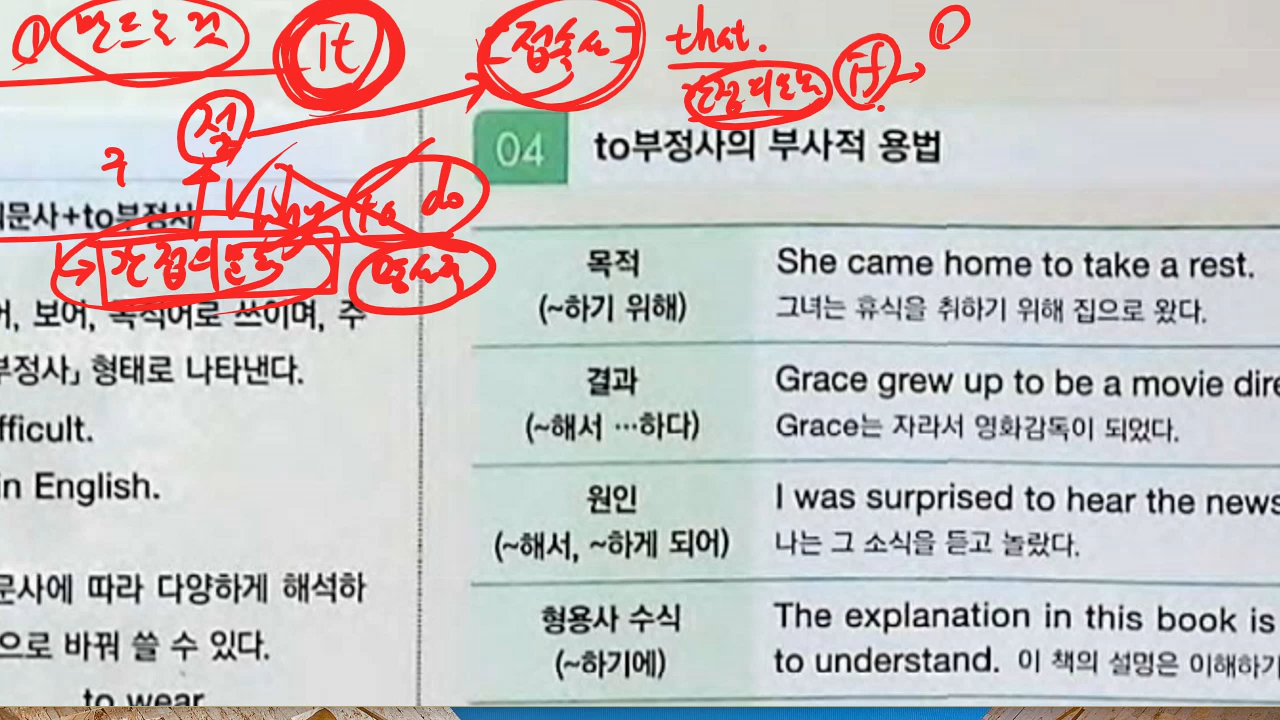 ① 만드는 것 It 접속사 that.
간접의문문 if → ①
절
구 why to do
의문사+to부정사
간접의문문 명사절
어, 보어, 목적어로 쓰이며, 주
부정사」 형태로 나타낸다.
fficult.
in English.
문사에 따라 다양하게 해석하
으로 바꿔 쓸 수 있다.
to wear
04 to부정사의 부사적 용법
목적
(~하기 위해)
She came home to take a rest.
그녀는 휴식을 취하기 위해 집으로 왔다.
결과
(~해서 …하다)
Grace grew up to be a movie dire
Grace는 자라서 영화감독이 되었다.
원인
(~해서, ~하게 되어)
I was surprised to hear the news
나는 그 소식을 듣고 놀랐다.
형용사 수식
(~하기에)
The explanation in this book is
to understand. 이 책의 설명은 이해하기